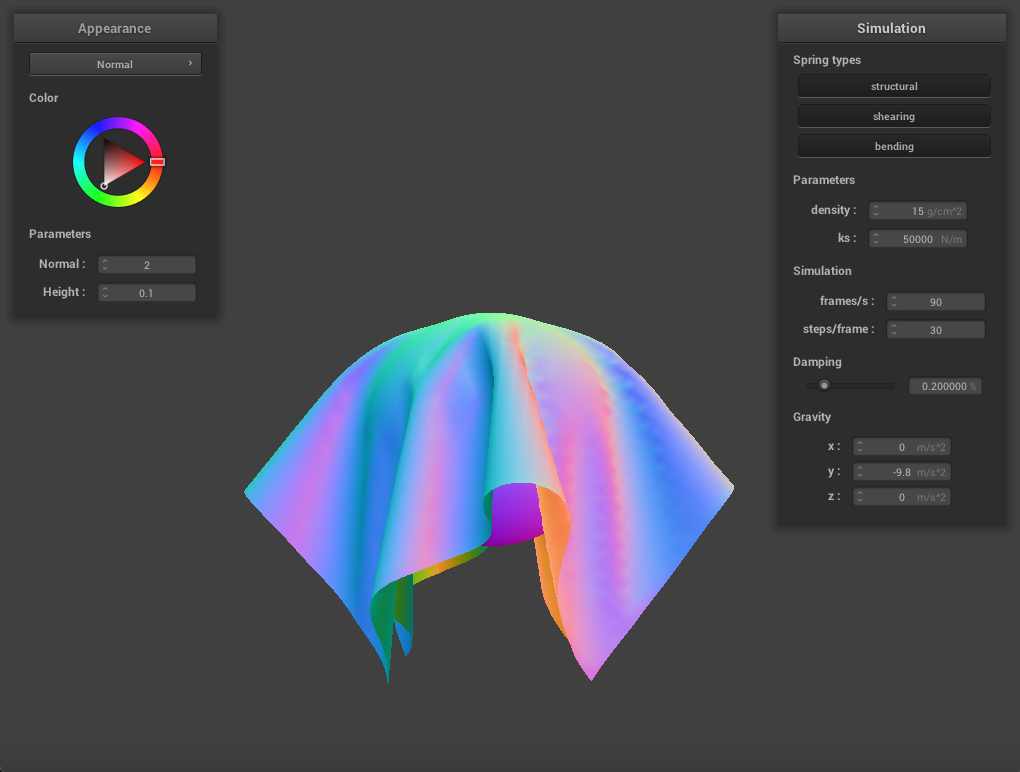 Appearance
Normal
Color
Parameters
Normal : 2
Height : 0.1
Simulation
Spring types
structural
shearing
bending
Parameters
density : 15 g/cm^2
ks : 50000 N/m
Simulation
frames/s : 90
steps/frame : 30
Damping
0.200000 %
Gravity
x : 0 m/s^2
y : -9.8 m/s^2
z : 0 m/s^2